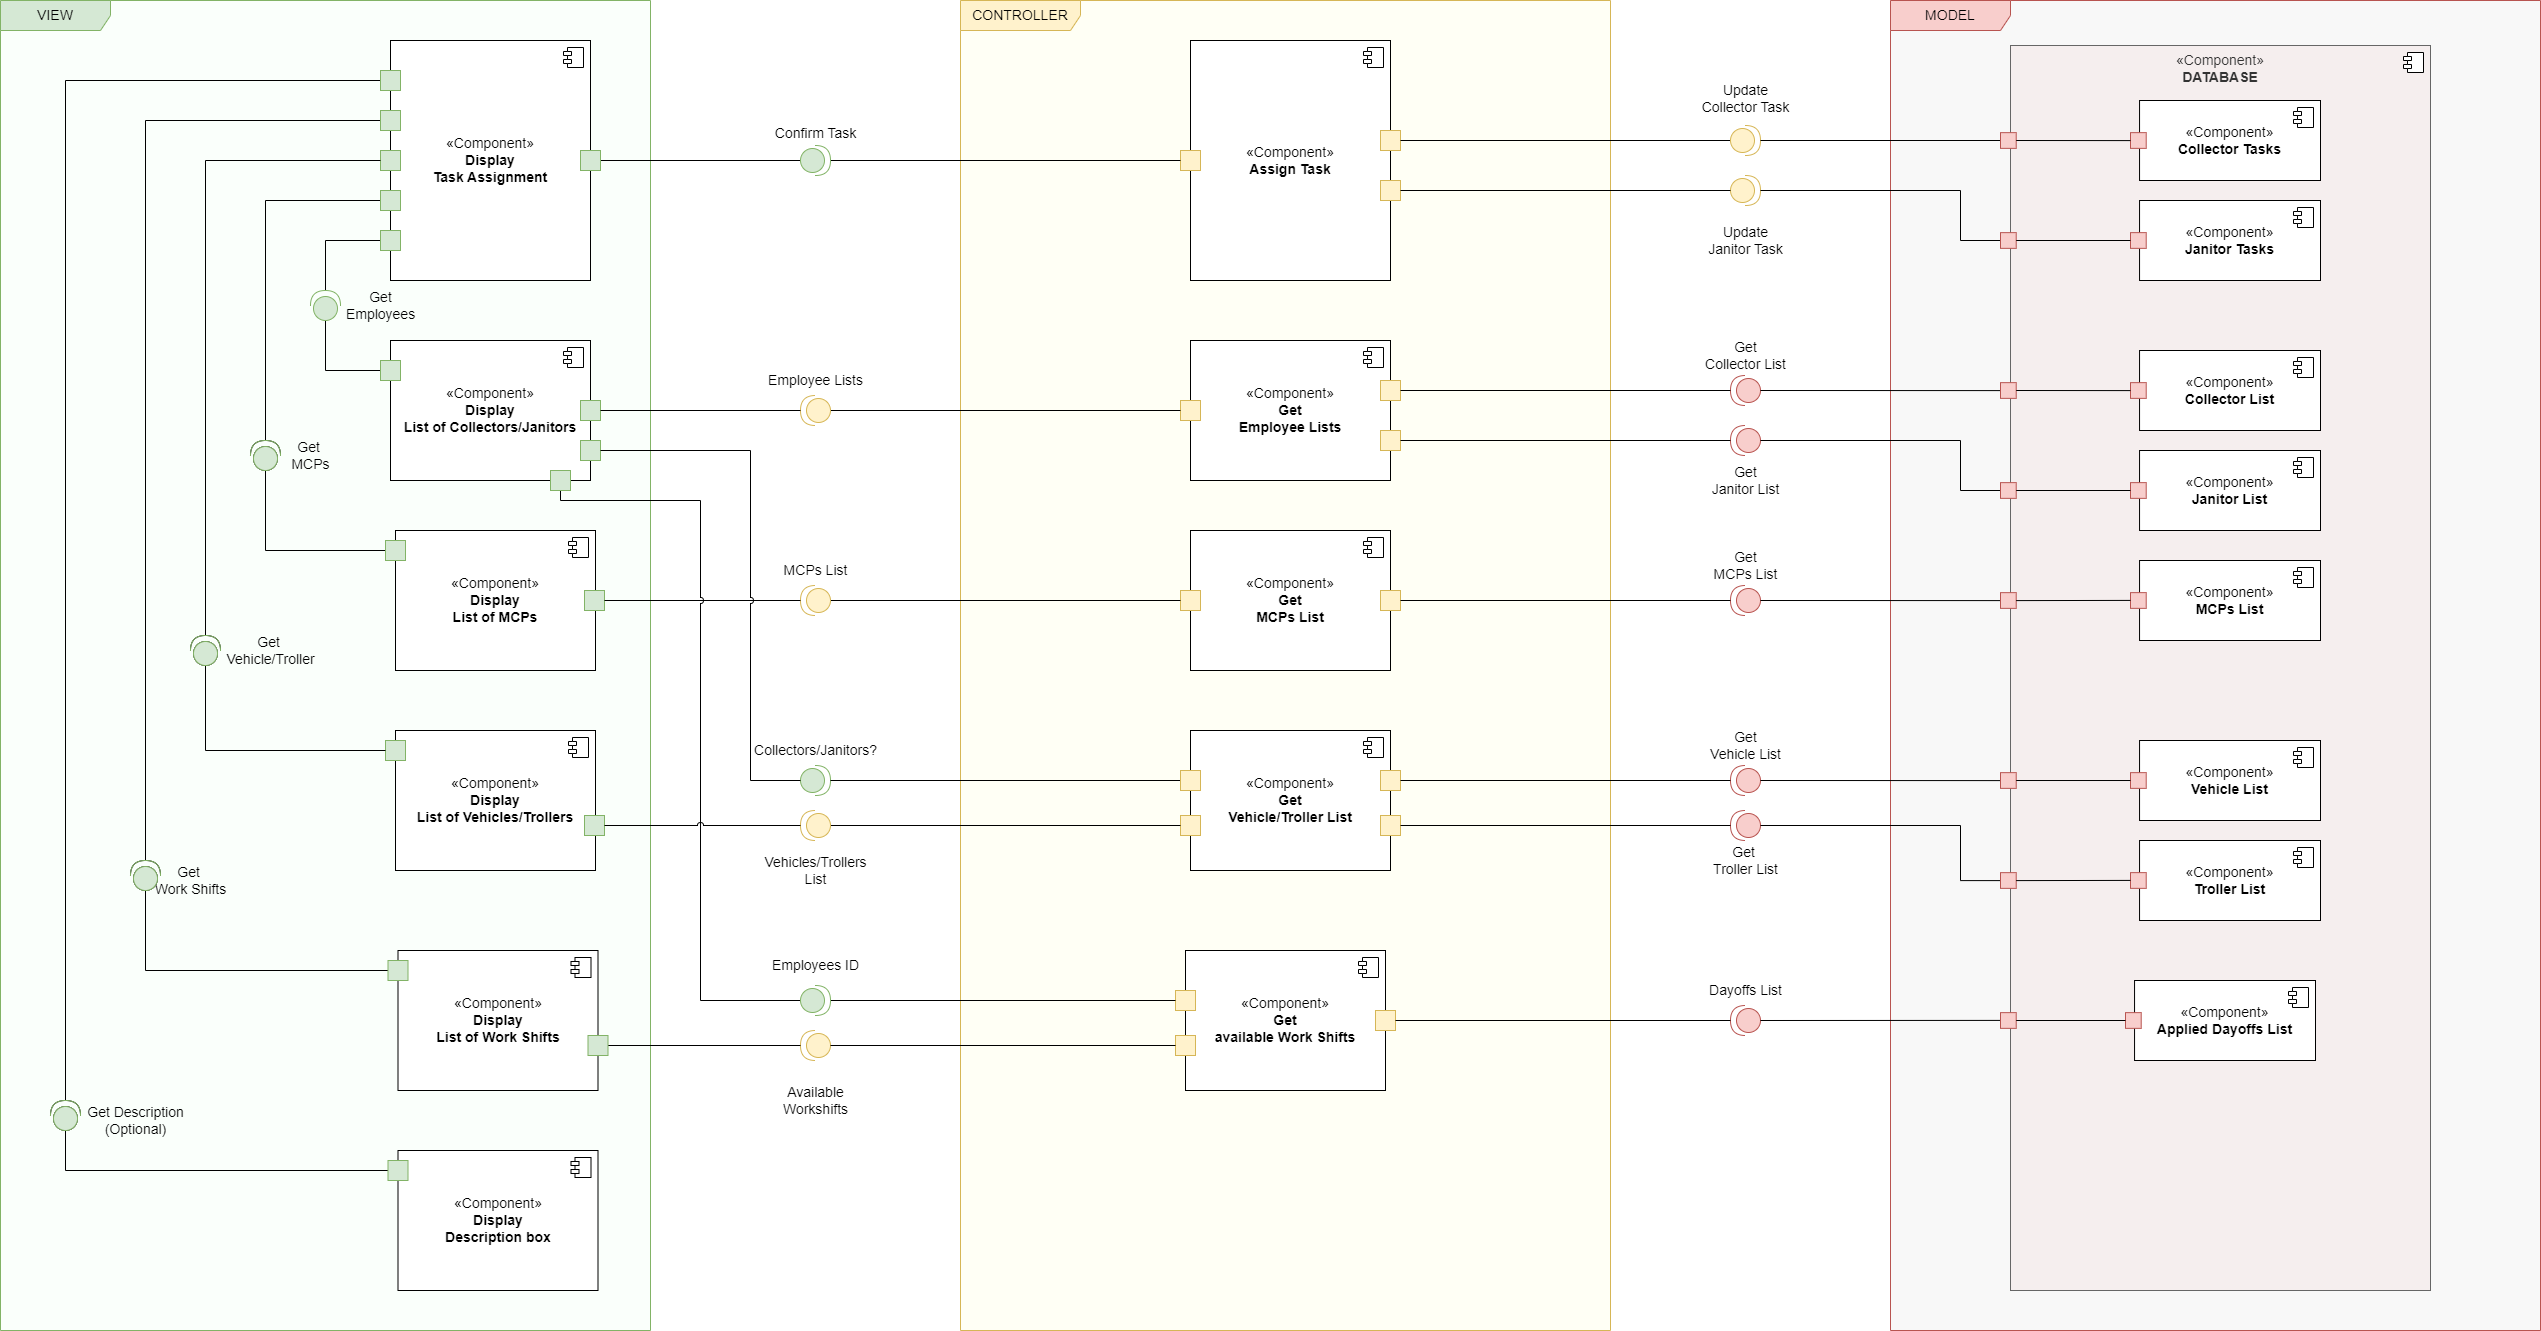 VIEW
«Component»
Display
Task Assignment
Get
Employees
«Component»
Display
List of Collectors/Janitors
Get
MCPs
«Component»
Display
List of MCPs
Get
Vehicle/Troller
«Component»
Display
List of Vehicles/Trollers
Get
Work Shifts
«Component»
Display
List of Work Shifts
Get Description
(Optional)
«Component»
Display
Description box
Confirm Task
Employee Lists
MCPs List
Collectors/Janitors?
Vehicles/Trollers
List
Employees ID
Available
Workshifts
CONTROLLER
«Component»
Assign Task
«Component»
Get
Employee Lists
«Component»
Get
MCPs List
«Component»
Get
Vehicle/Troller List
«Component»
Get
available Work Shifts
Update
Collector Task
Update
Janitor Task
Get
Collector List
Get
Janitor List
Get
MCPs List
Get
Vehicle List
Get
Troller List
Dayoffs List
MODEL
«Component»
DATABASE
«Component»
Collector Tasks
«Component»
Janitor Tasks
«Component»
Collector List
«Component»
Janitor List
«Component»
MCPs List
«Component»
Vehicle List
«Component»
Troller List
«Component»
Applied Dayoffs List